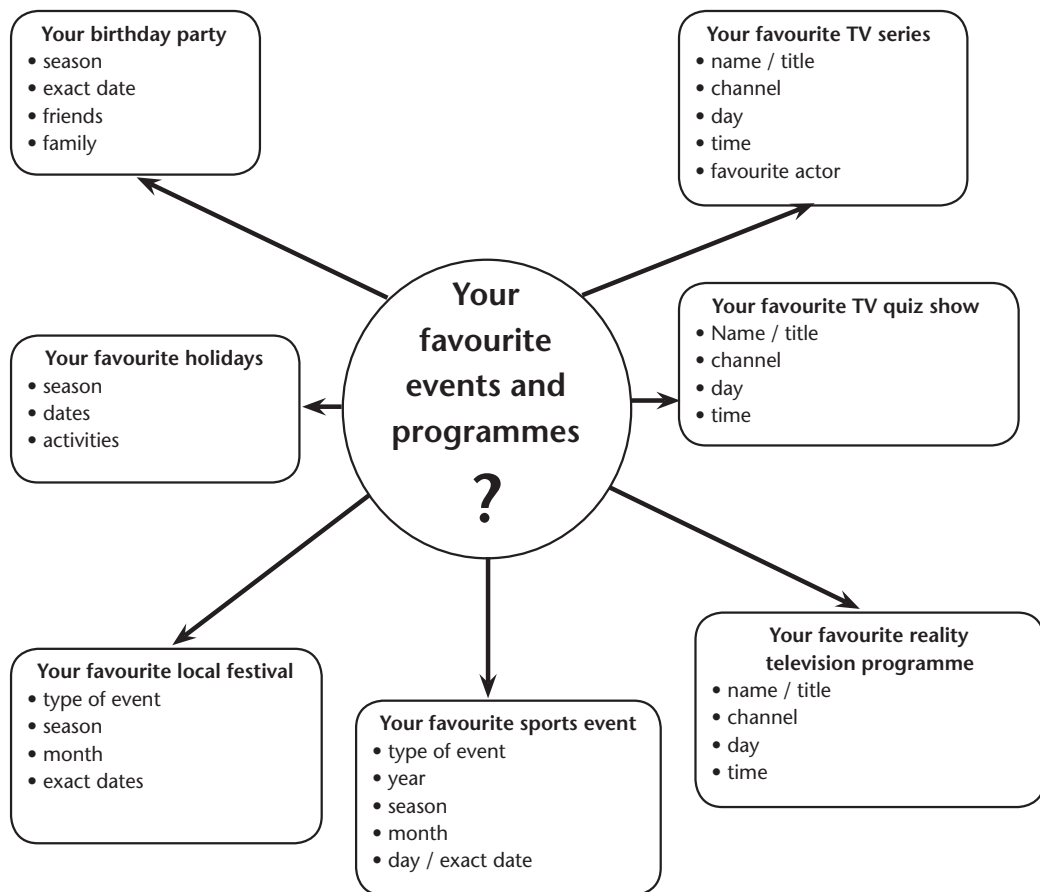 Your birthday party
• season
• exact date
• friends
• family
Your favourite TV series
• name / title
• channel
• day
• time
• favourite actor
Your
favourite
events and
programmes
?
Your favourite TV quiz show
• Name / title
• channel
• day
• time
Your favourite holidays
• season
• dates
• activities
Your favourite local festival
• type of event
• season
• month
• exact dates
Your favourite sports event
• type of event
• year
• season
• month
• day / exact date
Your favourite reality
television programme
• name / title
• channel
• day
• time